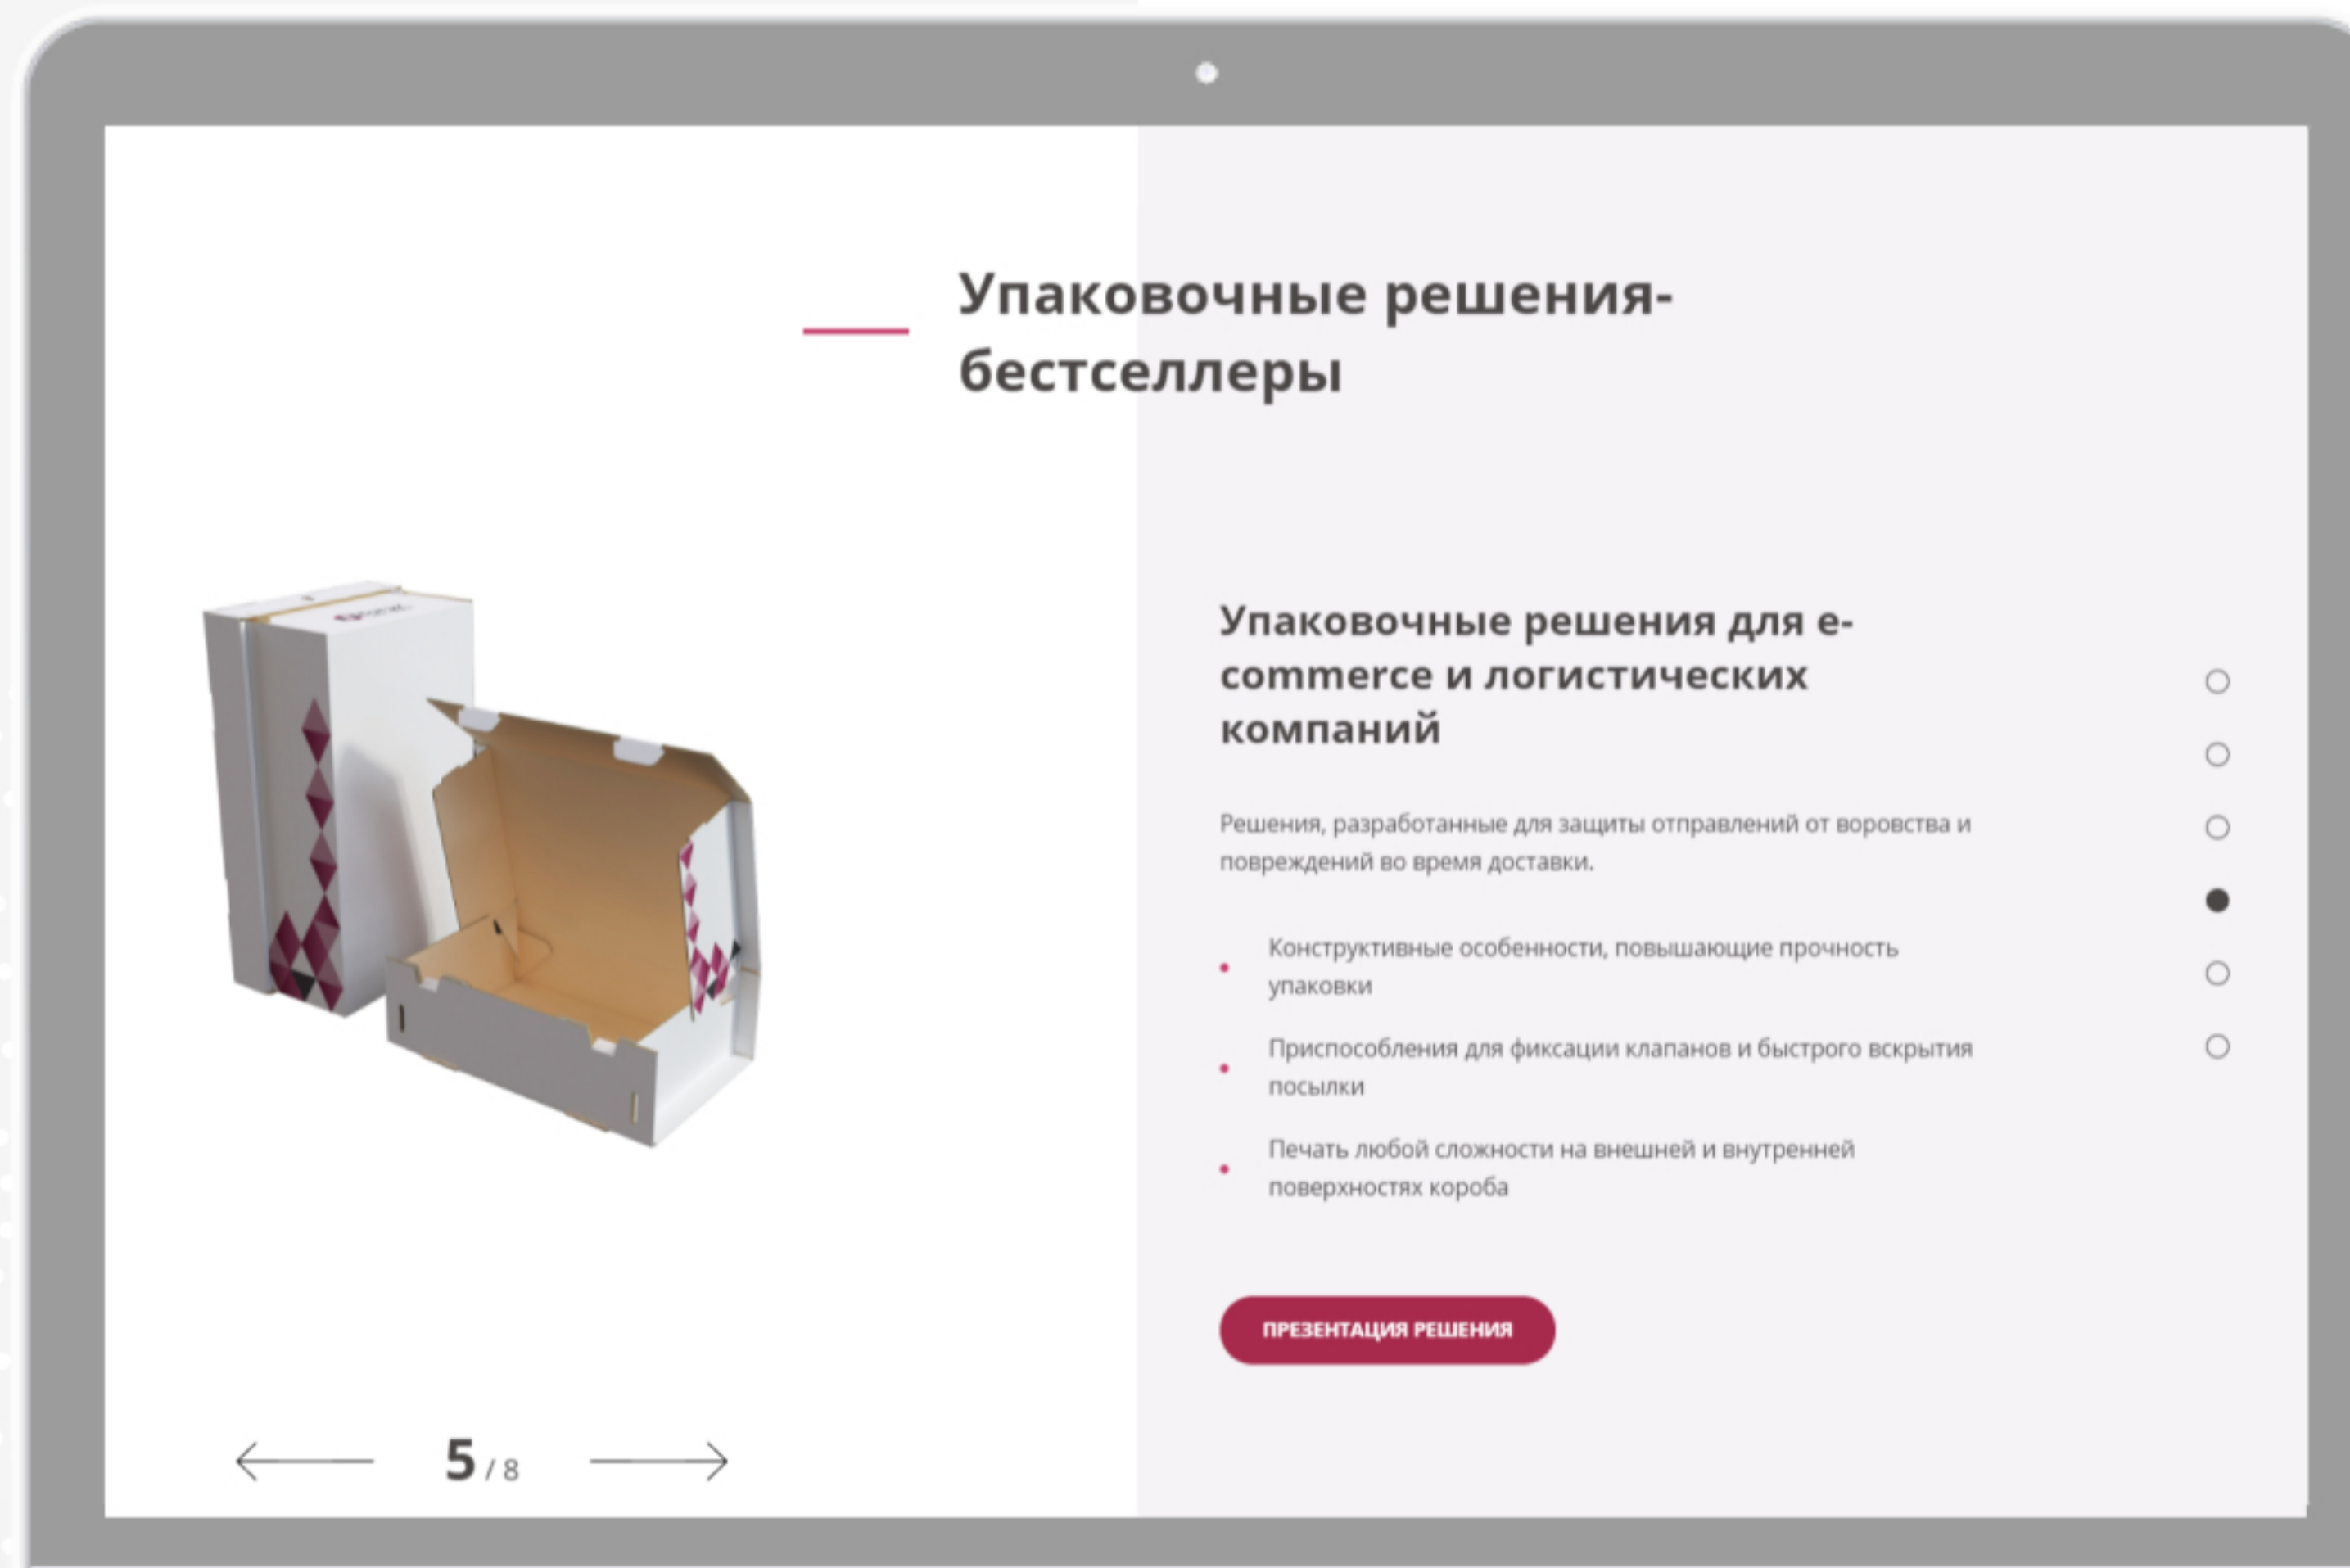 Упаковочные решения-
бестселлеры
Упаковочные решения для e-
commerce и логистических
компаний
Решения, разработанные для защиты отправлений от воровства и
повреждений во время доставки.
Конструктивные особенности, повышающие прочность
упаковки
Приспособления для фиксации клапанов и быстрого вскрытия
посылки
Печать любой сложности на внешней и внутренней
поверхностях короба
ПРЕЗЕНТАЦИЯ РЕШЕНИЯ
5 / 8